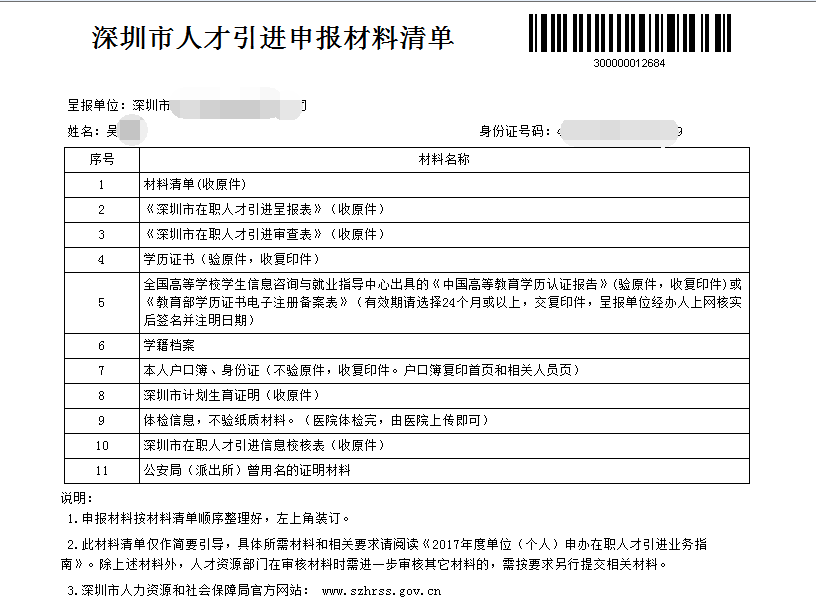 深圳市人才引进申报材料清单
300000012684
呈报单位：深圳市
姓名：吴
身份证号码：
序号 材料名称
1 材料清单(收原件)
2 《深圳市在职人才引进呈报表》（收原件）
3 《深圳市在职人才引进审查表》（收原件）
4 学历证书（验原件，收复印件）
5 全国高等学校学生信息咨询与就业指导中心出具的《中国高等教育学历认证报告》(验原件，收复印件)或
《教育部学历证书电子注册备案表》（有效期请选择24个月或以上，交复印件，呈报单位经办人上网核实
后签名并注明日期）
6 学籍档案
7 本人户口簿、身份证（不验原件，收复印件。户口簿复印首页和相关人员页）
8 深圳市计划生育证明（收原件）
9 体检信息，不验纸质材料。（医院体检完，由医院上传即可）
10 深圳市在职人才引进信息校核表（收原件）
11 公安局（派出所）曾用名的证明材料
说明：
1.申报材料按材料清单顺序整理好，左上角装订。
2.此材料清单仅作简要引导，具体所需材料和相关要求请阅读《2017年度单位（个人）申办在职人才引进业务指
南》。除上述材料外，人才资源部门在审核材料时需进一步审核其它材料的，需按要求另行提交相关材料。
3.深圳市人力资源和社会保障局官方网站： www.szhrss.gov.cn